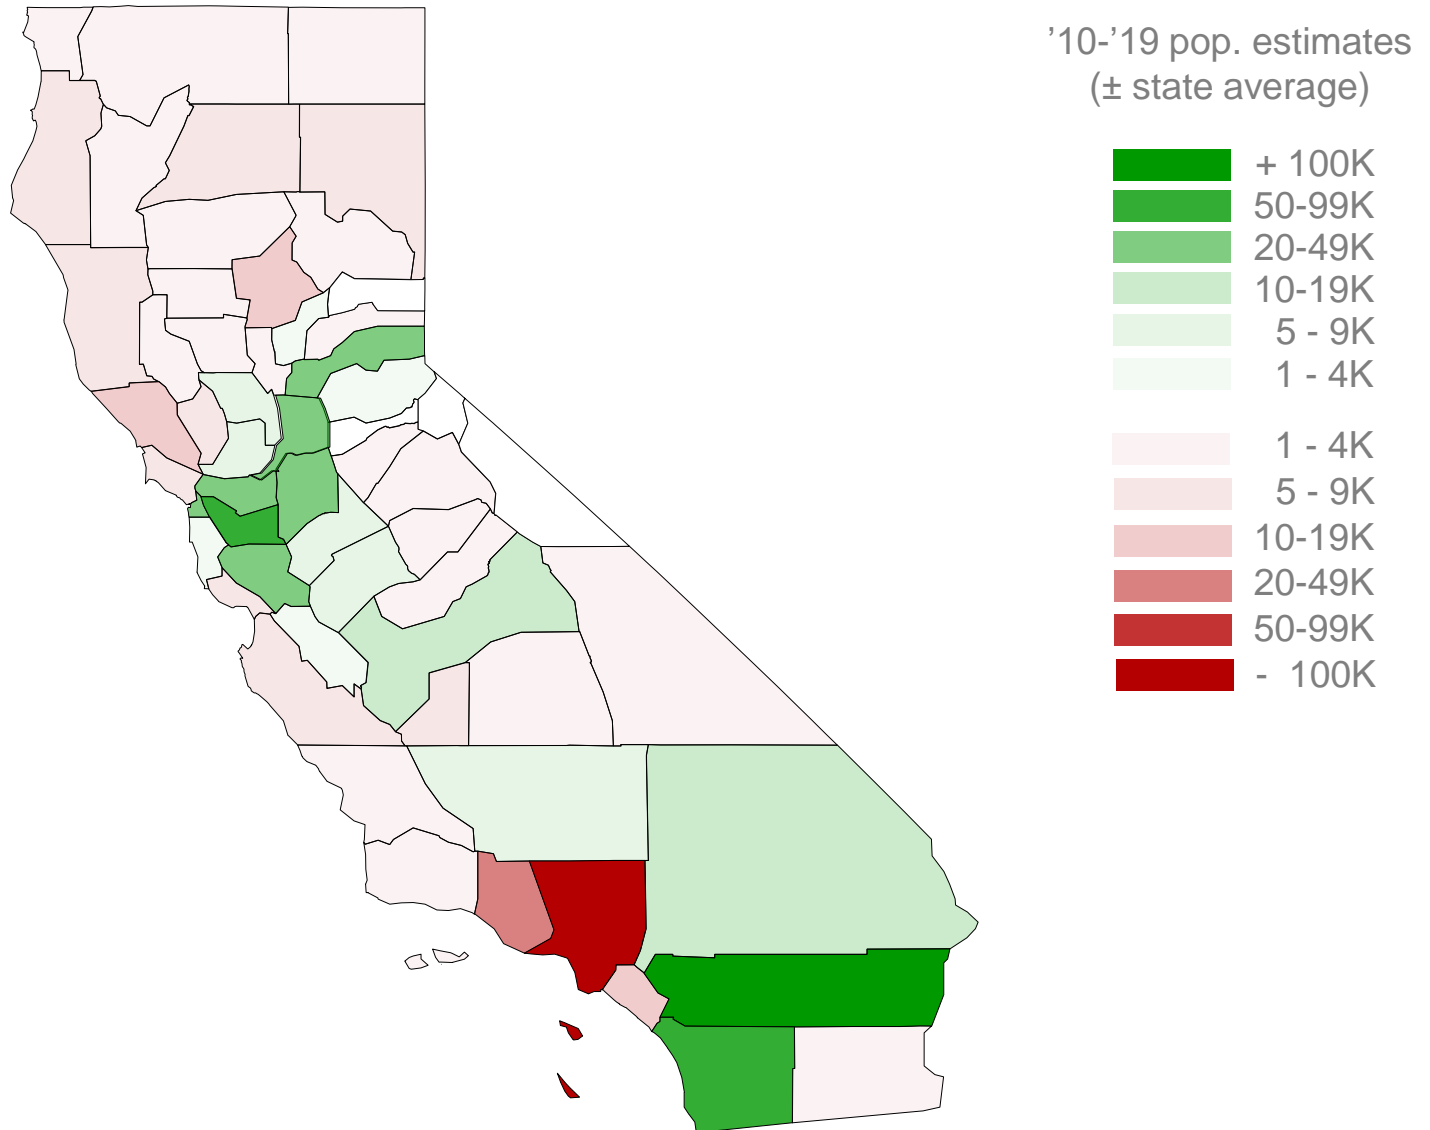 ’10-’19 pop. estimates
(± state average)
+ 100K
50-99K
20-49K
10-19K
5 - 9K
1 - 4K
1 - 4K
5 - 9K
10-19K
20-49K
50-99K
- 100K